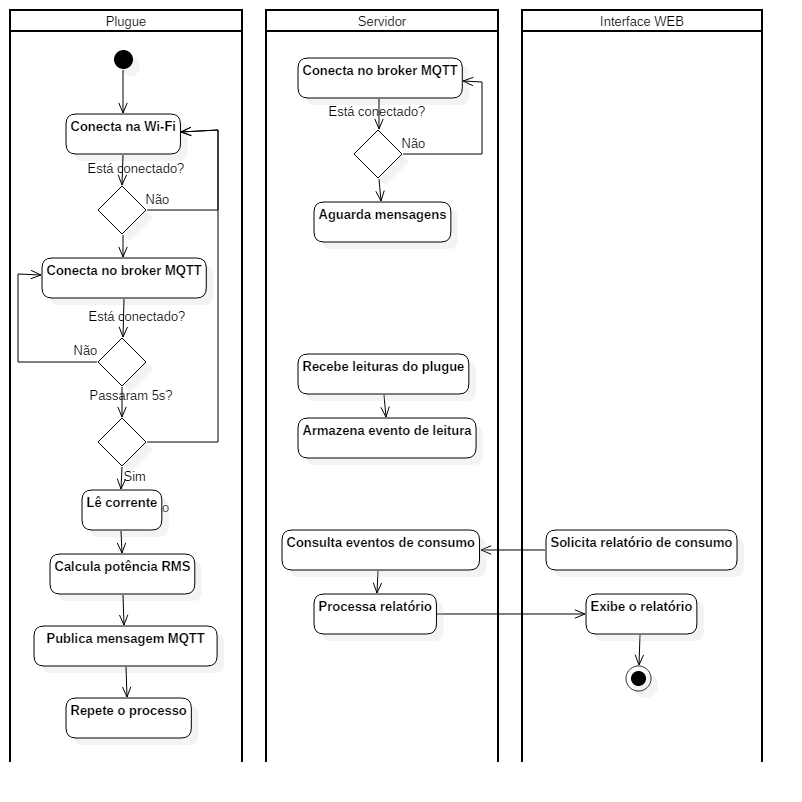 Plugue
Conecta na Wi-Fi
Está conectado?
Não
Conecta no broker MQTT
Está conectado?
Não
Passaram 5s?
Sim
Lê corrente
o
Calcula potência RMS
Publica mensagem MQTT
Repete o processo
Servidor
Conecta no broker MQTT
Está conectado?
Não
Aguarda mensagens
Recebe leituras do plugue
Armazena evento de leitura
Consulta eventos de consumo
Processa relatório
Interface WEB
Solicita relatório de consumo
Exibe o relatório